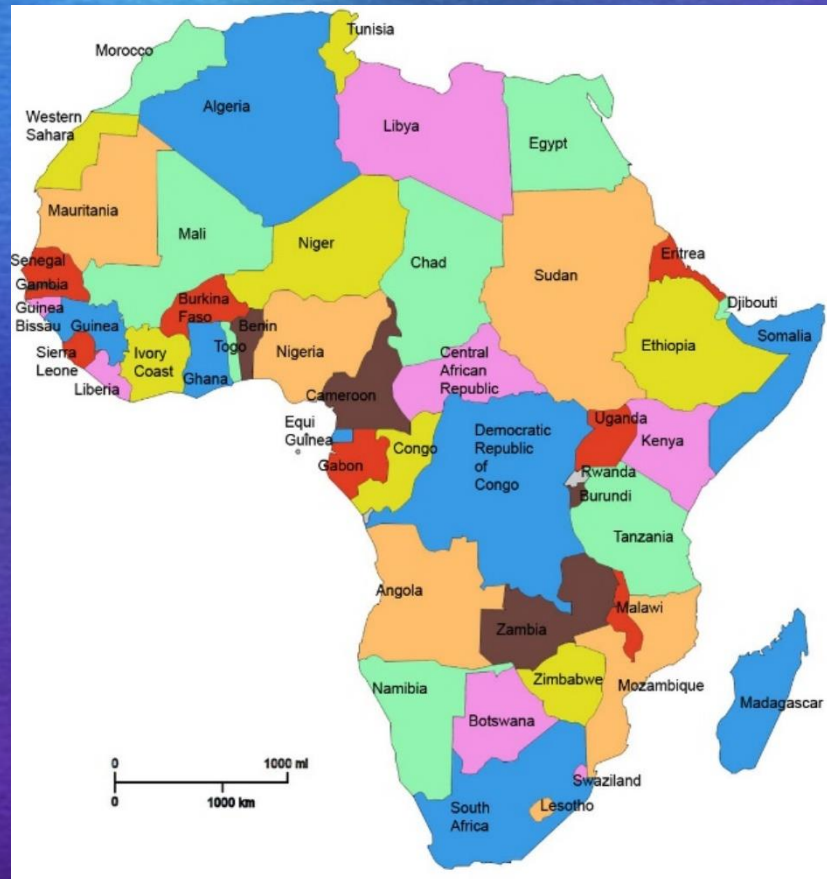 Tunisia
Morocco
Algeria
Libya
Egypt
Western
Sahara
Mauritania
Mali
Niger
Chad
Sudan
Eritrea
Senegal
Gambia
Guinea
Bissau
Guinea
Burkina
Faso
Benin
Djibouti
Somalia
Sierra
Leone
Ivory
Coast
Togo
Nigeria
Ethiopia
Liberia
Ghana
Central
African
Republic
Cameroon
Equi
Guinea
Uganda
Kenya
Democratic
Republic
of
Congo
Congo
Gabon
Rwanda
Burundi
Tanzania
Angola
Malawi
Zambia
Mozambique
Zimbabwe
Namibia
Madagascar
Botswana
0 1000 mi
0 1000 km
Swaziland
South
Africa
Lesotho